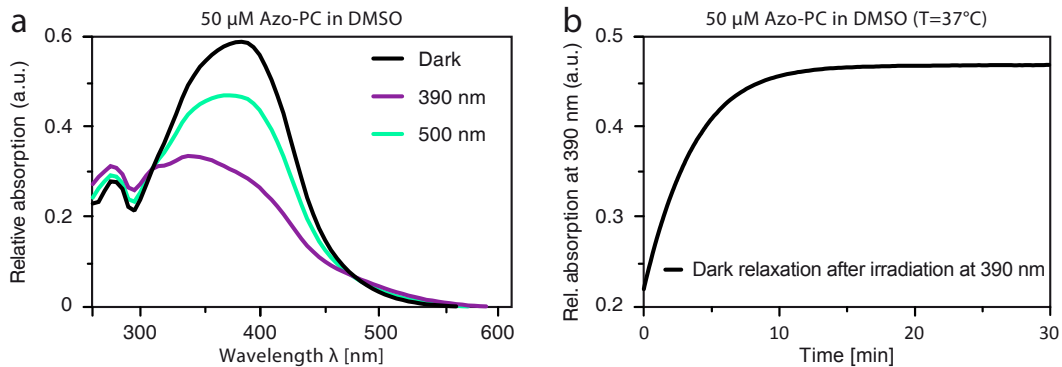 a
50 µM Azo-PC in DMSO
Relative absorption (a.u.)
0.6
0.4
0.2
0
Dark
390 nm
500 nm
300
400
500
600
Wavelength λ [nm]
b
50 µM Azo-PC in DMSO (T=37°C)
Rel. absorption at 390 nm (a.u.)
0.5
0.4
0.3
0.2
Dark relaxation after irradiation at 390 nm
0
10
20
30
Time [min]